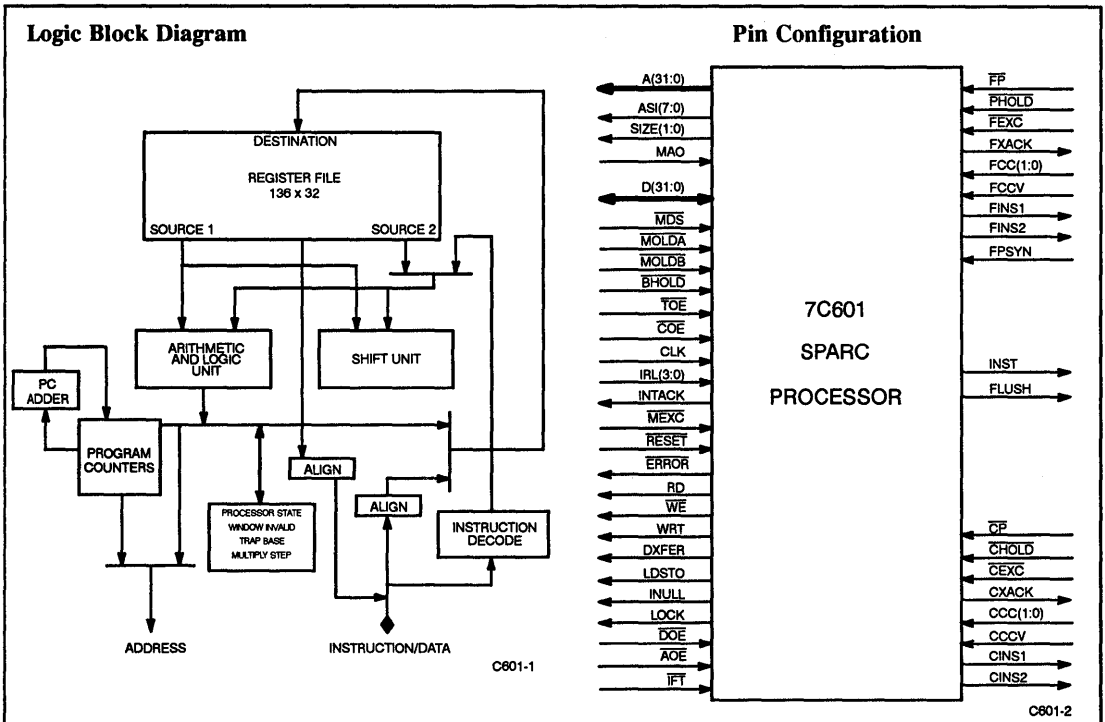 Logic Block Diagram
DESTINATION
REGISTER FILE
136 x 32
SOURCE 1
SOURCE 2
ARITHMETIC
AND LOGIC
UNIT
SHIFT UNIT
PC
ADDER
PROGRAM
COUNTERS
ALIGN
ALIGN
PROCESSOR STATE
WINDOW INVALID
TRAP BASE
MULTIPLY STEP
INSTRUCTION
DECODE
ADDRESS
INSTRUCTION/DATA
C601-1
Pin Configuration
A(31:0)
ASI(7:0)
SIZE(1:0)
MAO
D(31:0)
MDS
MOLDA
MOLDB
BHOLD
TOE
COE
CLK
IRL(3:0)
INTACK
MEXC
RESET
ERROR
RD
WE
WRT
DXFER
LDSTO
INULL
LOCK
DOE
AOE
IFT
7C601
SPARC
PROCESSOR
FP
PHOLD
FEXC
FXACK
FCC(1:0)
FCCV
FINS1
FINS2
FPSYN
INST
FLUSH
CP
CHOLD
CEXC
CXACK
CCC(1:0)
CCCV
CINS1
CINS2
C601-2